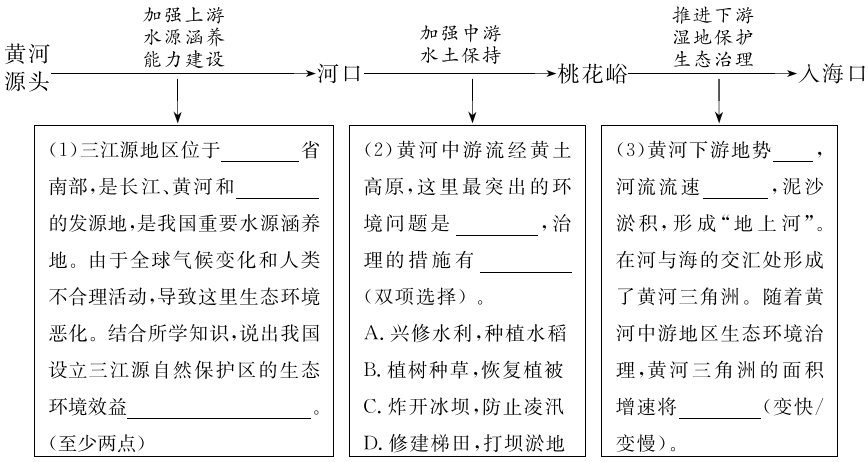 加强上游
水源涵养
能力建设
加强中游
水土保持
推进下游
湿地保护
生态治理
黄河
源头
河口
桃花峪
入海口
(1)三江源地区位于________省
南部,是长江、黄河和________
的发源地,是我国重要水源涵养
地。由于全球气候变化和人类
不合理活动,导致这里生态环境
恶化。结合所学知识,说出我国
设立三江源自然保护区的生态
环境效益________________。
(至少两点)
(2)黄河中游流经黄土
高原,这里最突出的环
境问题是________,治
理的措施有________
(双项选择)。
A.兴修水利,种植水稻
B.植树种草,恢复植被
C.炸开冰坝,防止凌汛
D.修建梯田,打坝淤地
(3)黄河下游地势____,
河流流速______,泥沙
淤积,形成“地上河”。
在河与海的交汇处形成
了黄河三角洲。随着黄
河中游地区生态环境治
理,黄河三角洲的面积
增速将________(变快/
变慢)。